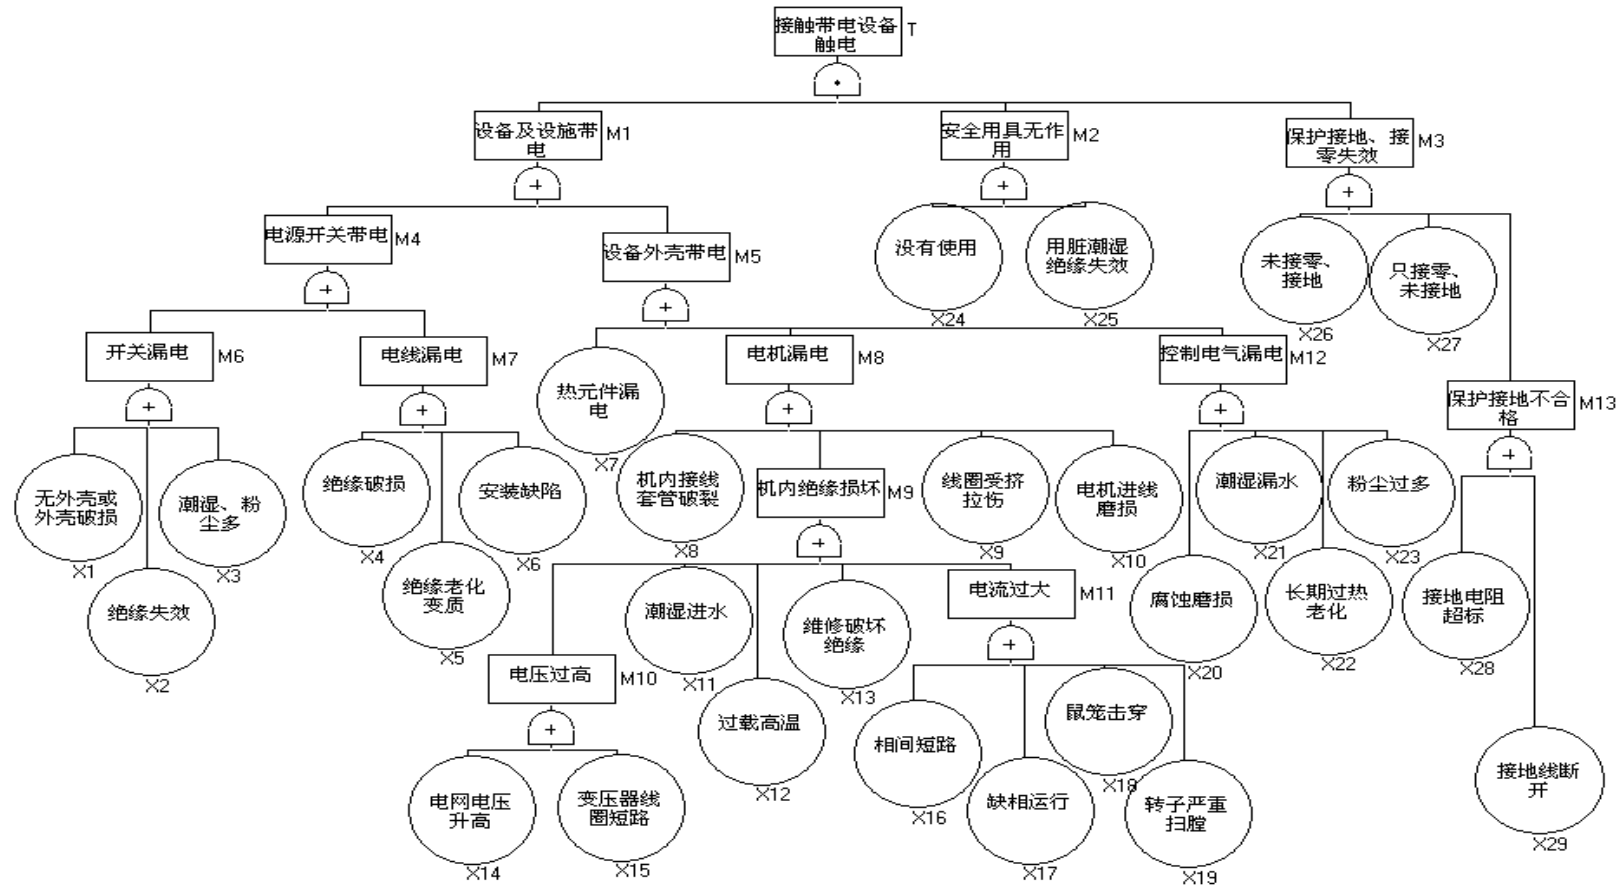 接触带电设备
触电
T
设备及设施带
电
M1
安全用具无作
用
M2
保护接地、接
零失效
M3
电源开关带电
M4
设备外壳带电
M5
没有使用
X24
用脏潮湿
绝缘失效
X25
未接零、
接地
X26
只接零、
未接地
X27
开关漏电
M6
电线漏电
M7
热元件漏
电
X7
电机漏电
M8
控制电气漏电
M12
保护接地不合
格
M13
无外壳或
外壳破损
X1
绝缘失效
X2
潮湿、粉
尘多
X3
绝缘破损
X4
绝缘老化
变质
X5
安装缺陷
X6
机内接线
套管破裂
X8
机内绝缘损坏
M9
线圈受挤
拉伤
X9
电机进线
磨损
X10
腐蚀磨损
X20
潮湿漏水
X21
长期过热
老化
X22
粉尘过多
X23
接地电阻
超标
X28
接地线断
开
X29
电压过高
M10
潮湿进水
X11
过载高温
X12
维修破坏
绝缘
X13
电流过大
M11
电网电压
升高
X14
变压器线
圈短路
X15
相间短路
X16
缺相运行
X17
鼠笼击穿
X18
转子严重
扫膛
X19